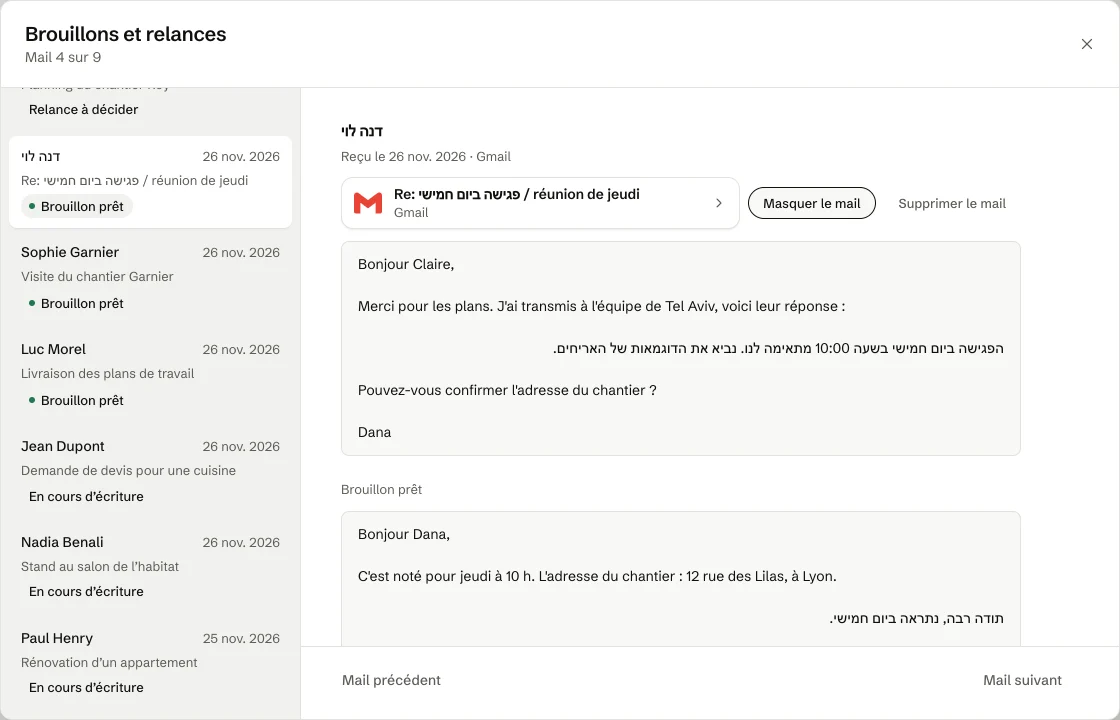 Brouillons et relances
Mail 4 sur 9
Relance à décider
דנה לוי
26 nov. 2026
Re: פגישה ביום חמישי / réunion de jeudi
Brouillon prêt
Sophie Garnier
26 nov. 2026
Visite du chantier Garnier
Brouillon prêt
Luc Morel
26 nov. 2026
Livraison des plans de travail
Brouillon prêt
Jean Dupont
26 nov. 2026
Demande de devis pour une cuisine
En cours d’écriture
Nadia Benali
26 nov. 2026
Stand au salon de l’habitat
En cours d’écriture
Paul Henry
25 nov. 2026
Rénovation d’un appartement
En cours d’écriture
דנה לוי
Reçu le 26 nov. 2026 · Gmail
Re: פגישה ביום חמישי / réunion de jeudi
Gmail
Masquer le mail
Supprimer le mail
Bonjour Claire,
Merci pour les plans. J'ai transmis à l'équipe de Tel Aviv, voici leur réponse :
הפגישה ביום חמישי בשעה 10:00 מתאימה לנו. נביא את הדוגמאות של האריחים.
Pouvez-vous confirmer l'adresse du chantier ?
Dana
Brouillon prêt
Bonjour Dana,
C'est noté pour jeudi à 10 h. L'adresse du chantier : 12 rue des Lilas, à Lyon.
תודה רבה, נתראה ביום חמישי.
Mail précédent
Mail suivant